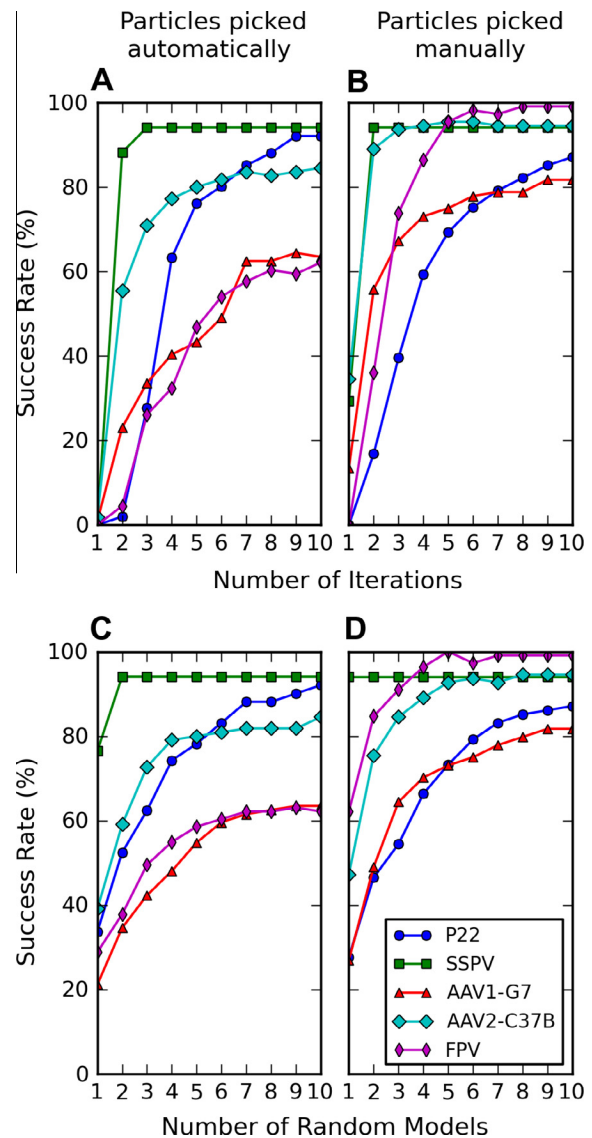 Particles picked automatically
Particles picked manually
A
B
Success Rate (%)
100
80
60
40
20
0
1 2 3 4 5 6 7 8 9 10
1 2 3 4 5 6 7 8 9 10
Number of Iterations
C
D
Success Rate (%)
100
80
60
40
20
0
P22
SSPV
AAV1-G7
AAV2-C37B
FPV
1 2 3 4 5 6 7 8 9 10
1 2 3 4 5 6 7 8 9 10
Number of Random Models